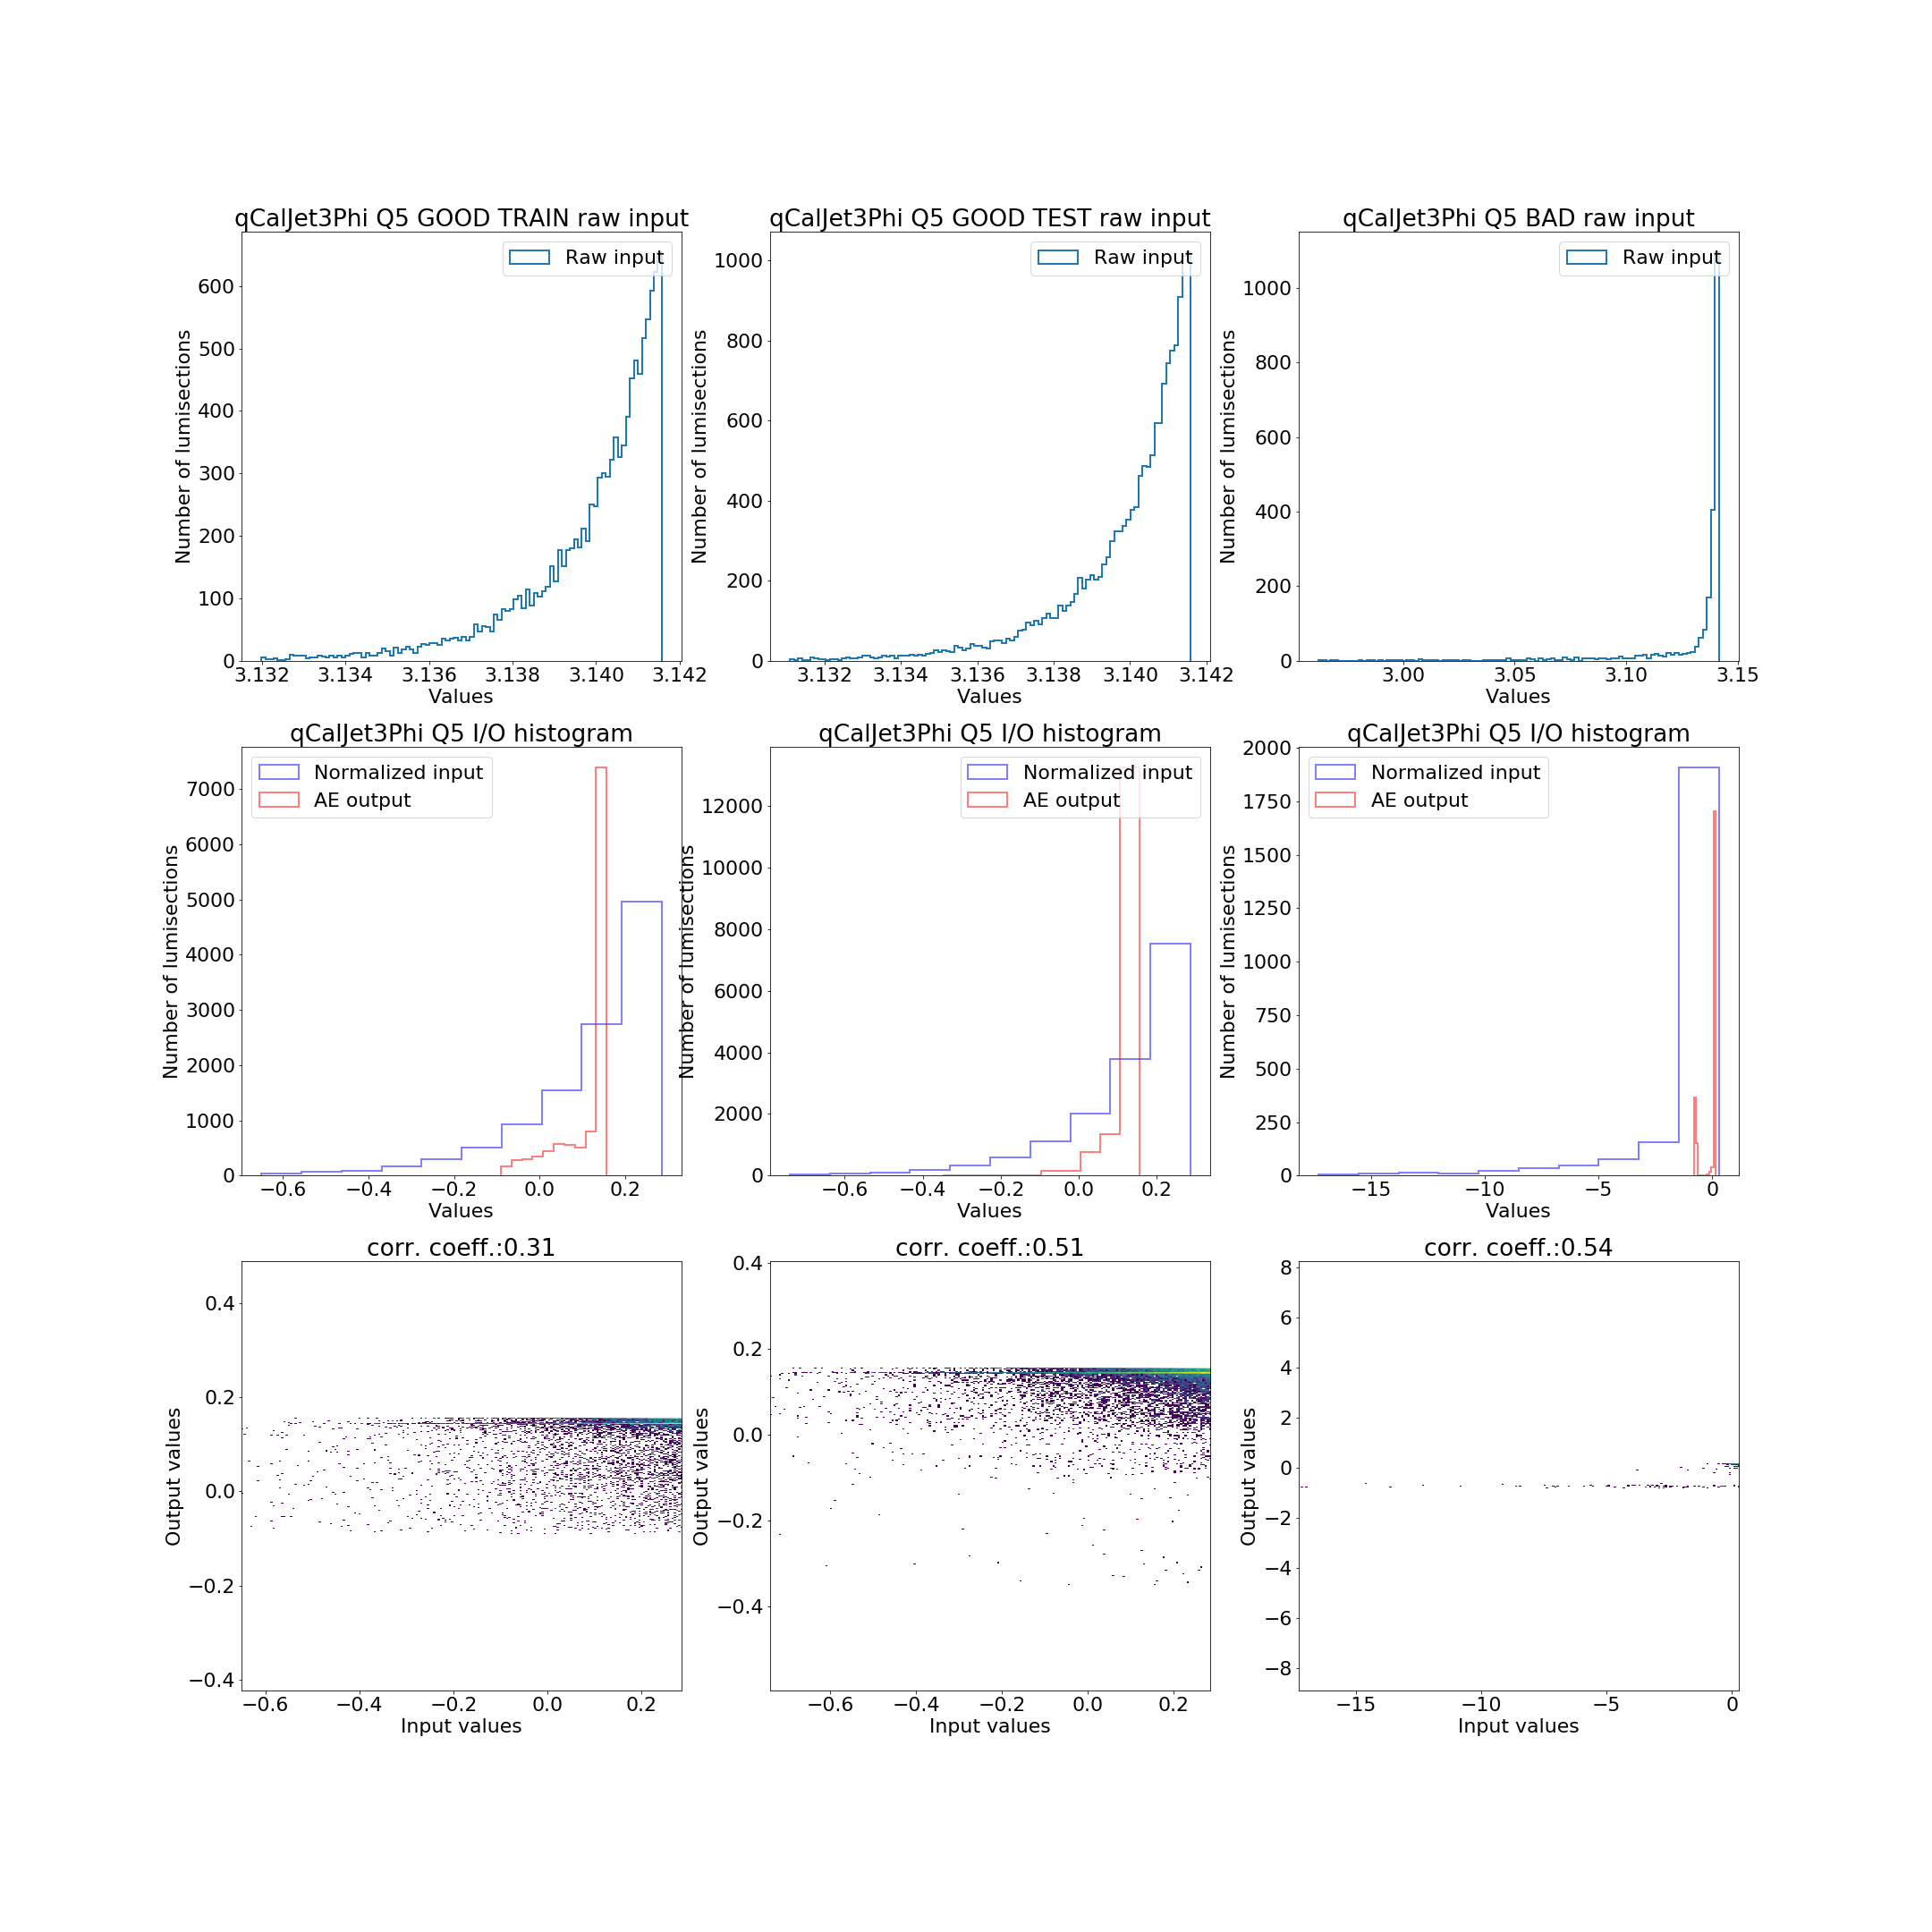 qCalJet3Phi Q5 GOOD TRAIN raw input
Raw input
Number of lumisections
600
500
400
300
200
100
0
3.132 3.134 3.136 3.138 3.140 3.142
Values
qCalJet3Phi Q5 GOOD TEST raw input
Raw input
Number of lumisections
1000
800
600
400
200
0
3.132 3.134 3.136 3.138 3.140 3.142
Values
qCalJet3Phi Q5 BAD raw input
Raw input
Number of lumisections
1000
800
600
400
200
0
3.00 3.05 3.10 3.15
Values
qCalJet3Phi Q5 I/O histogram
Normalized input
AE output
Number of lumisections
7000
6000
5000
4000
3000
2000
1000
0
−0.6 −0.4 −0.2 0.0 0.2
Values
qCalJet3Phi Q5 I/O histogram
Normalized input
AE output
Number of lumisections
12000
10000
8000
6000
4000
2000
0
−0.6 −0.4 −0.2 0.0 0.2
Values
qCalJet3Phi Q5 I/O histogram
Normalized input
AE output
Number of lumisections
2000
1750
1500
1250
1000
750
500
250
0
−15 −10 −5 0
Values
corr. coeff.:0.31
Output values
0.4
0.2
0.0
−0.2
−0.4
−0.6 −0.4 −0.2 0.0 0.2
Input values
corr. coeff.:0.51
Output values
0.4
0.2
0.0
−0.2
−0.4
−0.6 −0.4 −0.2 0.0 0.2
Input values
corr. coeff.:0.54
Output values
8
6
4
2
0
−2
−4
−6
−8
−15 −10 −5 0
Input values